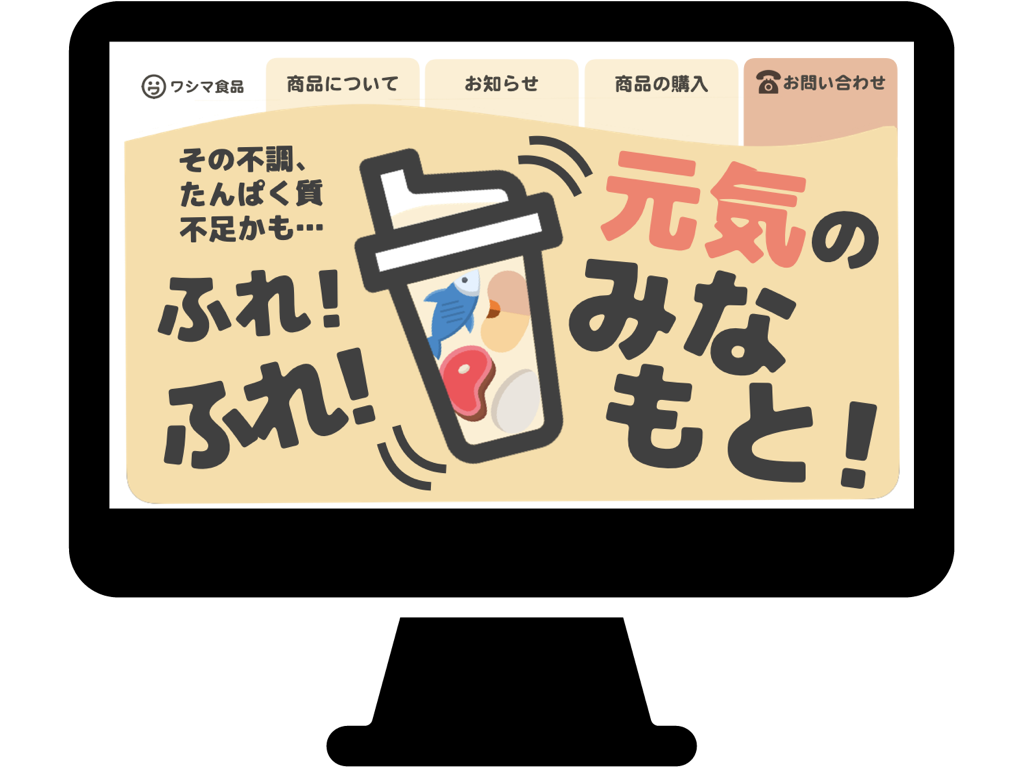 ワシマ食品
商品について
お知らせ
商品の購入
お問い合わせ
その不調、
たんぱく質
不足かも…
ふれ!
ふれ!
元気の
みな
もと!